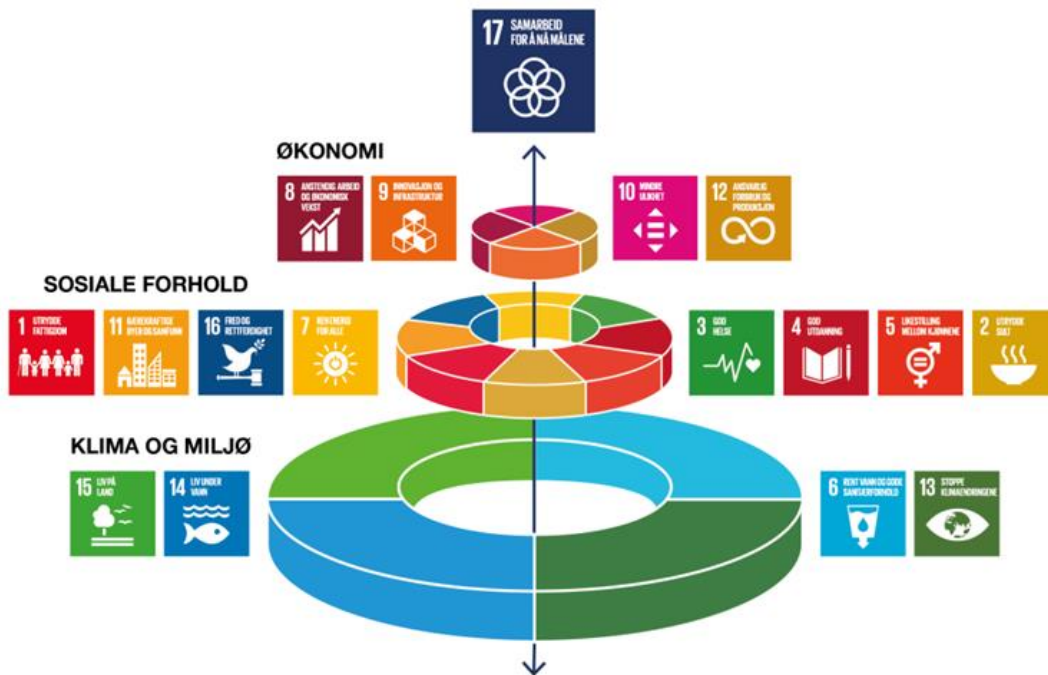 17 SAMARBEID
FOR Å NÅ MÅLENE
ØKONOMI
8 ANSTENDIG ARBEID
OG ØKONOMISK
VEKST
9 INNOVASJON OG
INFRASTRUKTUR
10 MINDRE
ULIKHET
12 ANSVARLIG
FORBRUK OG
PRODUKSJON
SOSIALE FORHOLD
1 UTRYDDE
FATTIGDOM
11 BÆREKRAFTIGE
BYER OG SAMFUNN
16 FRED OG
RETTFERDIGHET
7 REN ENERGI
FOR ALLE
3 GOD
HELSE
4 GOD
UTDANNING
5 LIKESTILLING
MELLOM KJØNNENE
2 UTRYDDE
SULT
KLIMA OG MILJØ
15 LIV PÅ
LAND
14 LIV UNDER
VANN
6 RENT VANN OG GODE
SANITÆRFORHOLD
13 STOPPE
KLIMAENDRINGENE